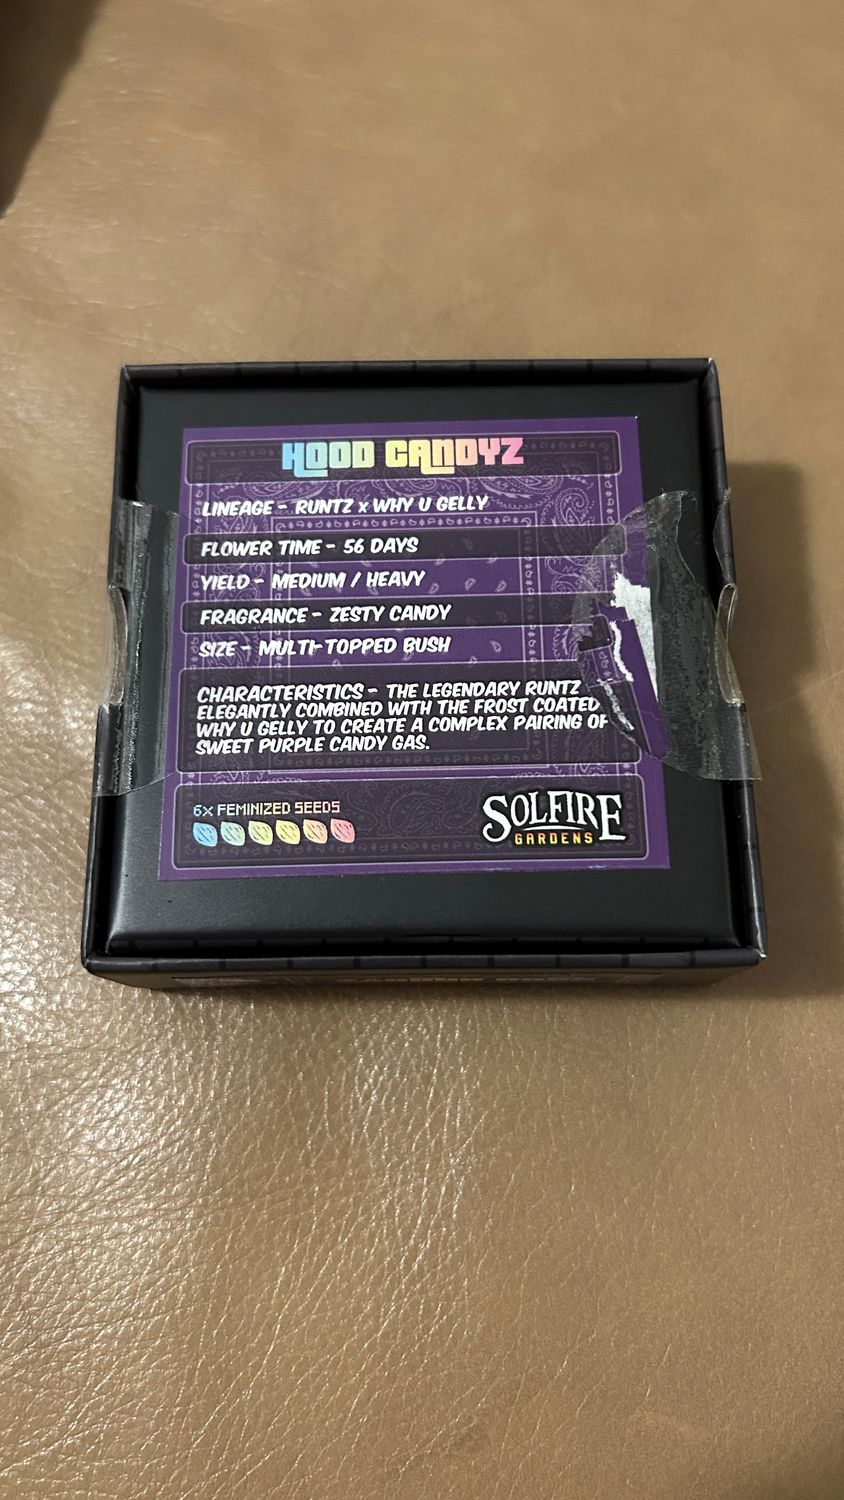 HOOD CANDYZ
LINEAGE - RUNTZ x WHY U GELLY
FLOWER TIME - 56 DAYS
YIELD - MEDIUM / HEAVY
FRAGRANCE - ZESTY CANDY
SIZE - MULTI-TOPPED BUSH
CHARACTERISTICS - THE LEGENDARY RUNTZ
ELEGANTLY COMBINED WITH THE FROST COATED
WHY U GELLY TO CREATE A COMPLEX PAIRING OF
SWEET PURPLE CANDY GAS.
6x FEMINIZED SEEDS
SOLFIRE
GARDENS